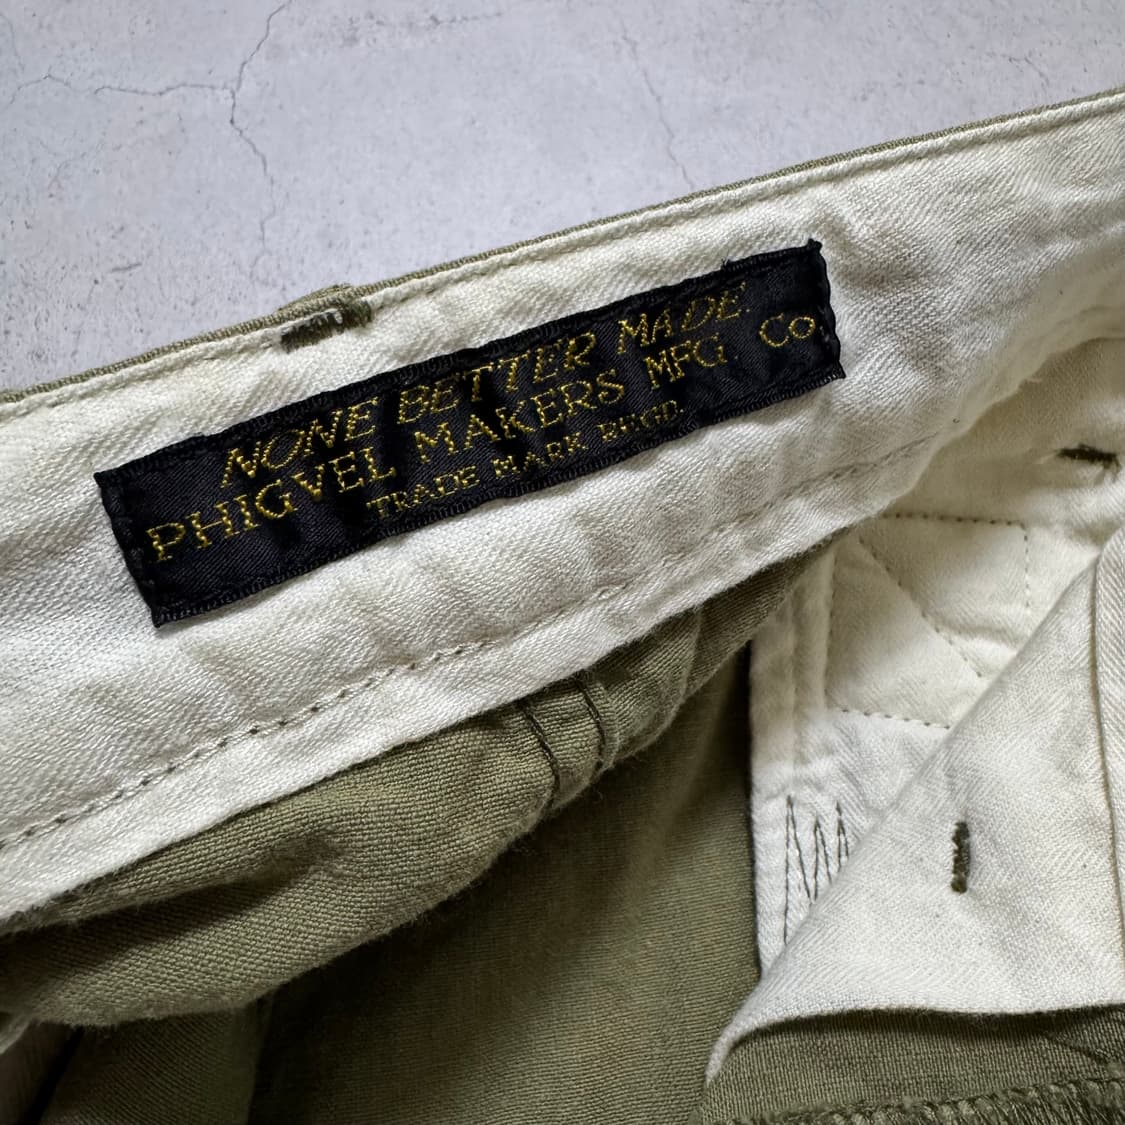 NONE BETTER MADE.
PHIGVEL MAKERS MFG. Co.
TRADE MARK REGD.